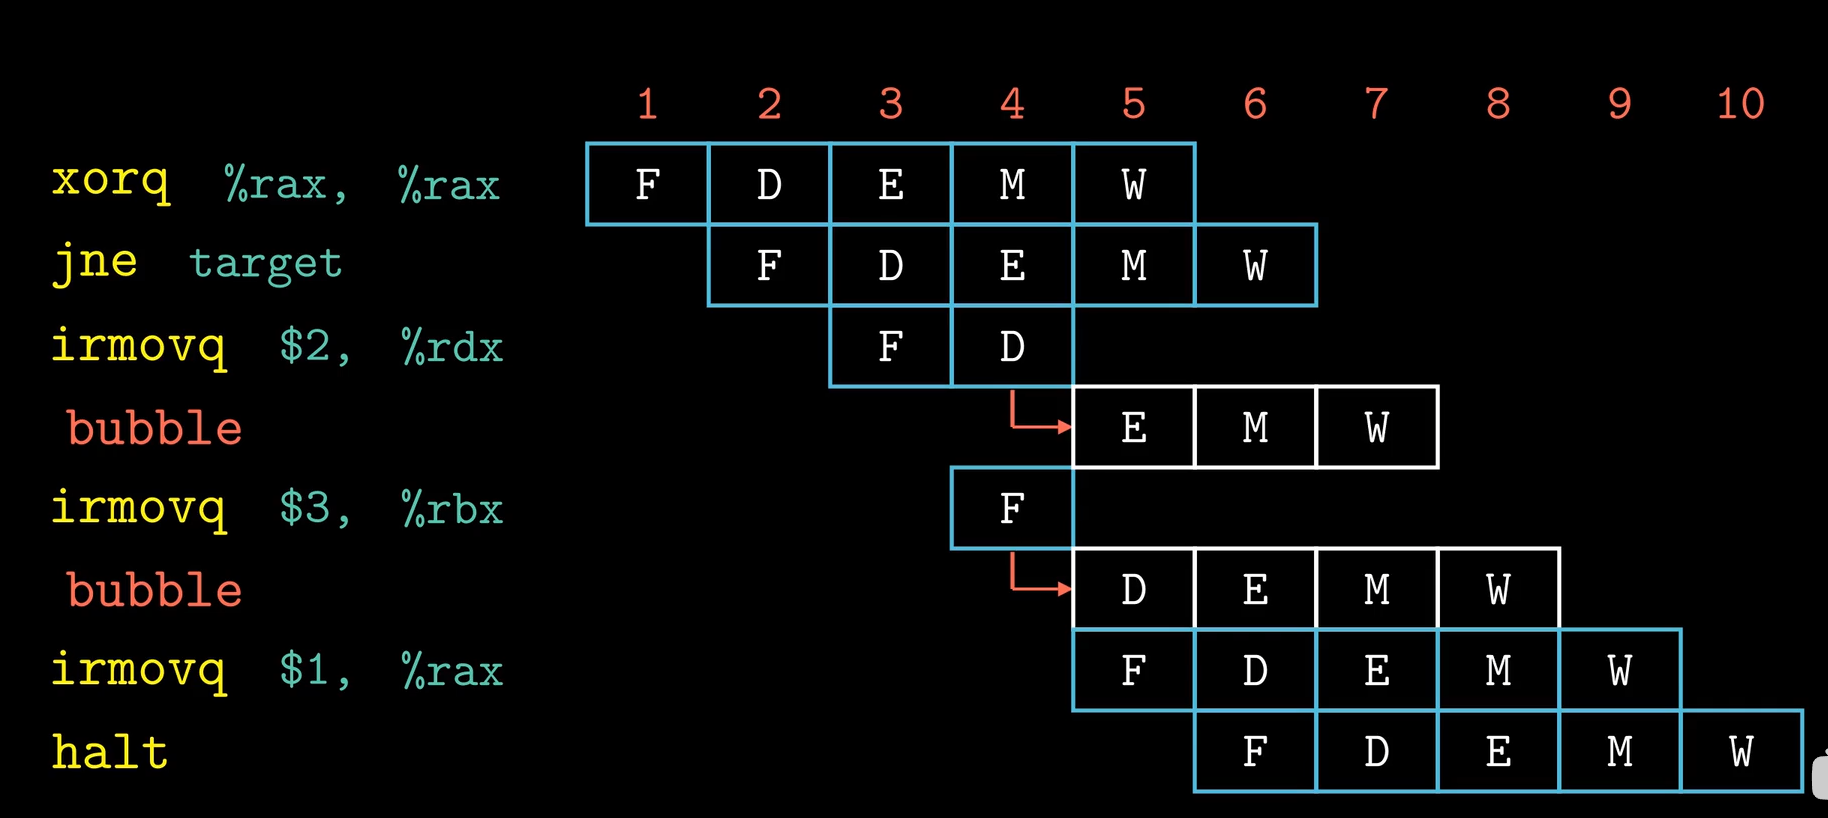 1 2 3 4 5 6 7 8 9 10
xorq %rax, %rax F D E M W
jne target F D E M W
irmovq $2, %rdx F D
bubble E M W
irmovq $3, %rbx F
bubble D E M W
irmovq $1, %rax F D E M W
halt F D E M W